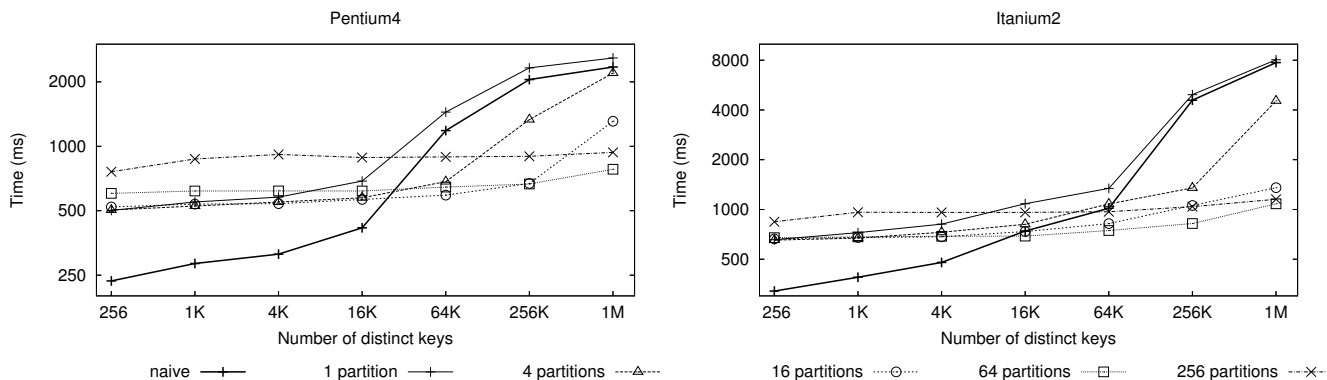 Pentium4
Time (ms)
2000
1000
500
250
256 1K 4K 16K 64K 256K 1M
Number of distinct keys
Itanium2
Time (ms)
8000
4000
2000
1000
500
256 1K 4K 16K 64K 256K 1M
Number of distinct keys
naive 1 partition 4 partitions 16 partitions 64 partitions 256 partitions